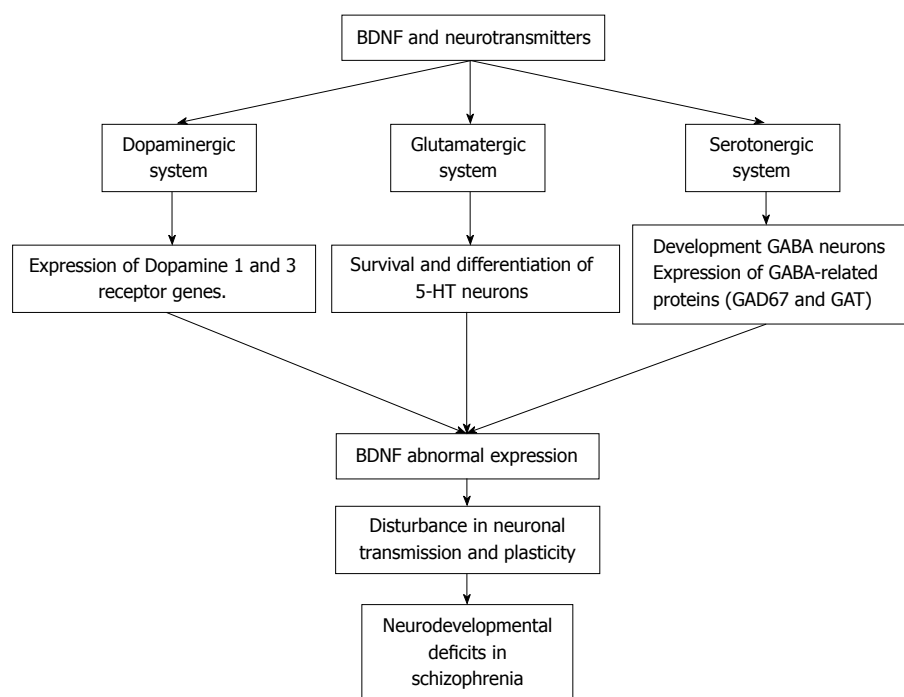 BDNF and neurotransmitters
Dopaminergic
system
Glutamatergic
system
Serotonergic
system
Expression of Dopamine 1 and 3
receptor genes.
Survival and differentiation of
5-HT neurons
Development GABA neurons
Expression of GABA-related
proteins (GAD67 and GAT)
BDNF abnormal expression
Disturbance in neuronal
transmission and plasticity
Neurodevelopmental
deficits in
schizophrenia